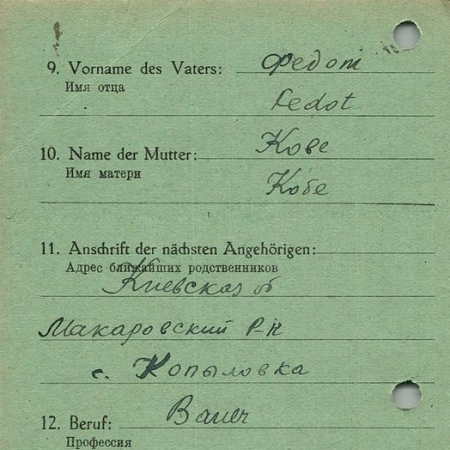 9. Vorname des Vaters: Федот
Имя отца
Fedot
10. Name der Mutter: Кове
Имя матери
Kobe
11. Anschrift der nächsten Angehörigen:
Адрес ближайших родственников
Киевская об
Макаровский р-н
с. Копыловка
12. Beruf: Bauer
Профессия